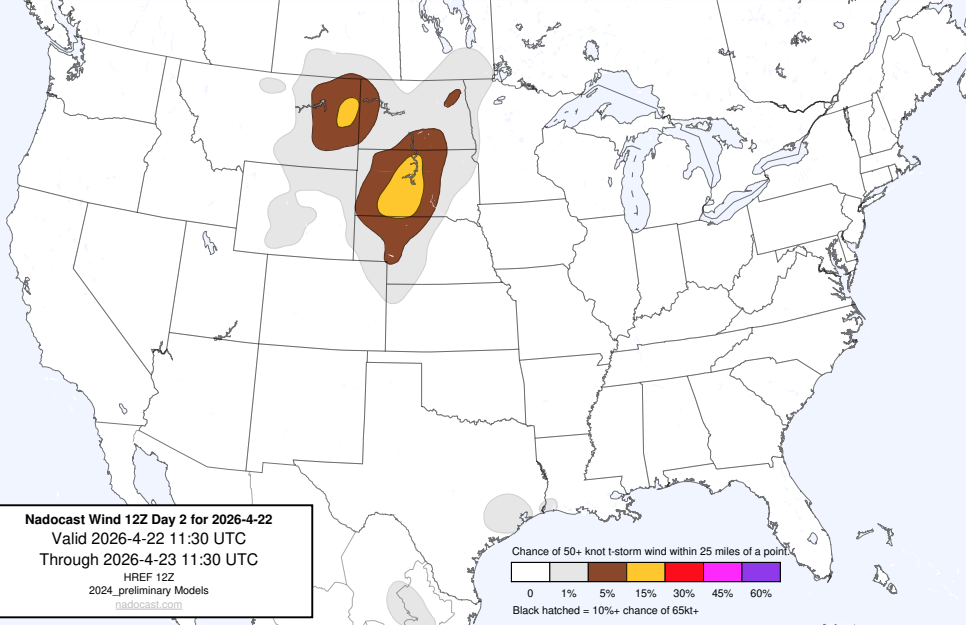 Nadocast Wind 12Z Day 2 for 2026-4-22
Valid 2026-4-22 11:30 UTC
Through 2026-4-23 11:30 UTC
HREF 12Z
2024_preliminary Models
nadocast.com
Chance of 50+ knot t-storm wind within 25 miles of a point.
0 1% 5% 15% 30% 45% 60%
Black hatched = 10%+ chance of 65kt+